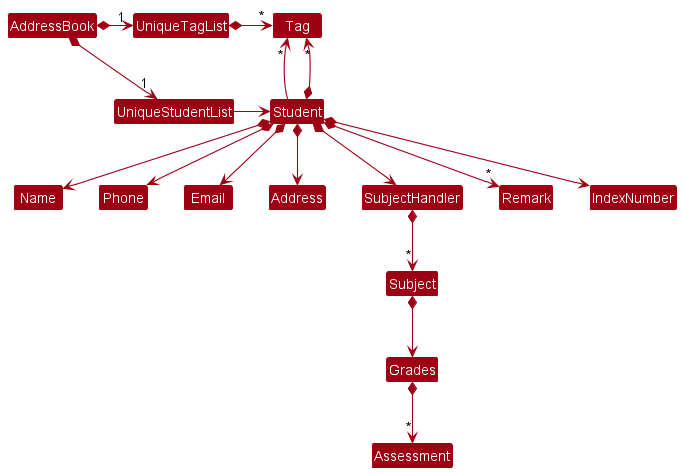 AddressBook 1 UniqueTagList * Tag
* *
1
UniqueStudentList Student
*
Name Phone Email Address SubjectHandler Remark IndexNumber
*
Subject
Grades
*
Assessment